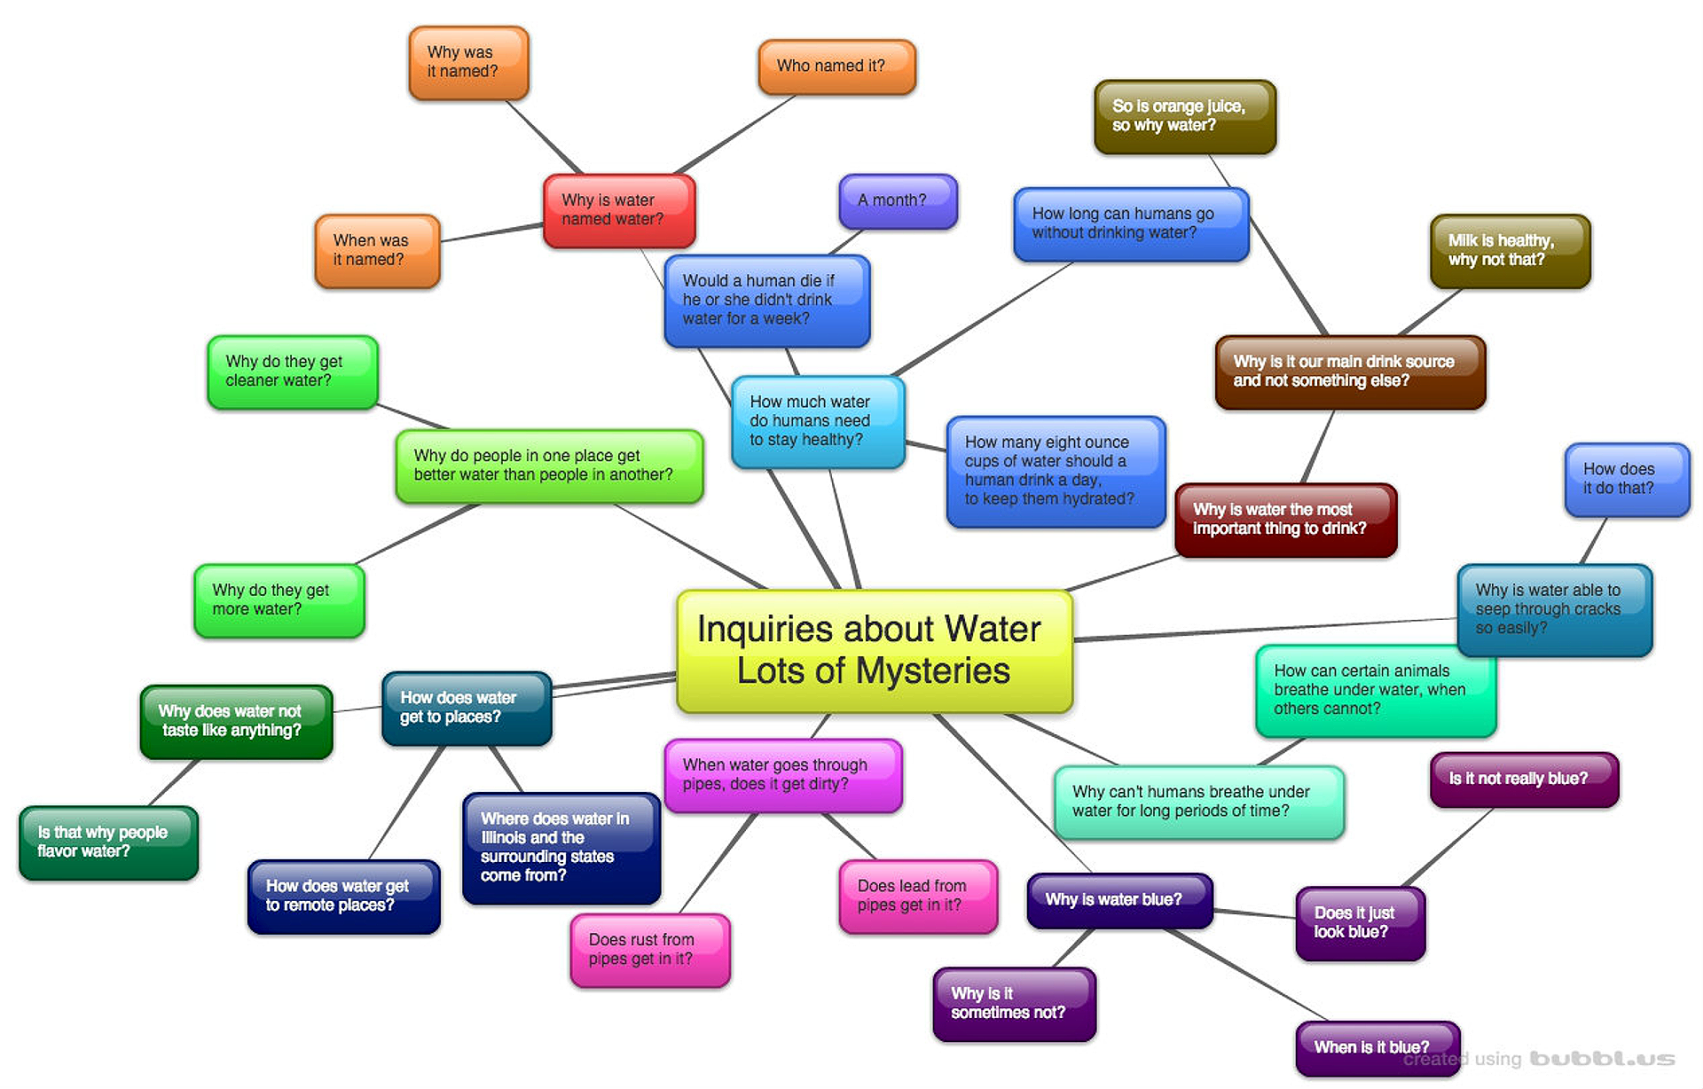 Why was
it named?
Who named it?
So is orange juice,
so why water?
Why is water
named water?
A month?
How long can humans go
without drinking water?
When was
it named?
Milk is healthy,
why not that?
Would a human die if
he or she didn't drink
water for a week?
Why do they get
cleaner water?
Why is it our main drink source
and not something else?
How much water
do humans need
to stay healthy?
Why do people in one place get
better water than people in another?
How many eight ounce
cups of water should a
human drink a day,
to keep them hydrated?
How does
it do that?
Why is water the most
important thing to drink?
Why do they get
more water?
Why is water able to
seep through cracks
so easily?
Inquiries about Water
Lots of Mysteries
How can certain animals
breathe under water, when
others cannot?
Why does water not
taste like anything?
How does water
get to places?
When water goes through
pipes, does it get dirty?
Why can't humans breathe under
water for long periods of time?
Is it not really blue?
Is that why people
flavor water?
Where does water in
Illinois and the
surrounding states
come from?
How does water get
to remote places?
Does lead from
pipes get in it?
Why is water blue?
Does it just
look blue?
Does rust from
pipes get in it?
Why is it
sometimes not?
When is it blue?
created using bubbl.us